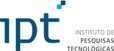 ipt
INSTITUTO DE
PESQUISAS
TECNOLÓGICAS